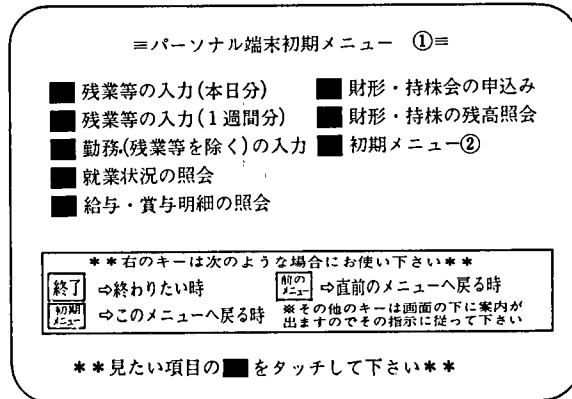 ≡パーソナル端末初期メニュー ①≡
■ 残業等の入力(本日分)
■ 残業等の入力(1週間分)
■ 勤務(残業等を除く)の入力
■ 就業状況の照会
■ 給与・賞与明細の照会
■ 財形・持株会の申込み
■ 財形・持株の残高照会
■ 初期メニュー②
**右のキーは次のような場合にお使い下さい**
終了 ⇨終わりたい時
初期メニュー ⇨このメニューへ戻る時
前のメニュー ⇨直前のメニューへ戻る時
※その他のキーは画面の下に案内が
出ますのでその指示に従って下さい
**見たい項目の■をタッチして下さい**